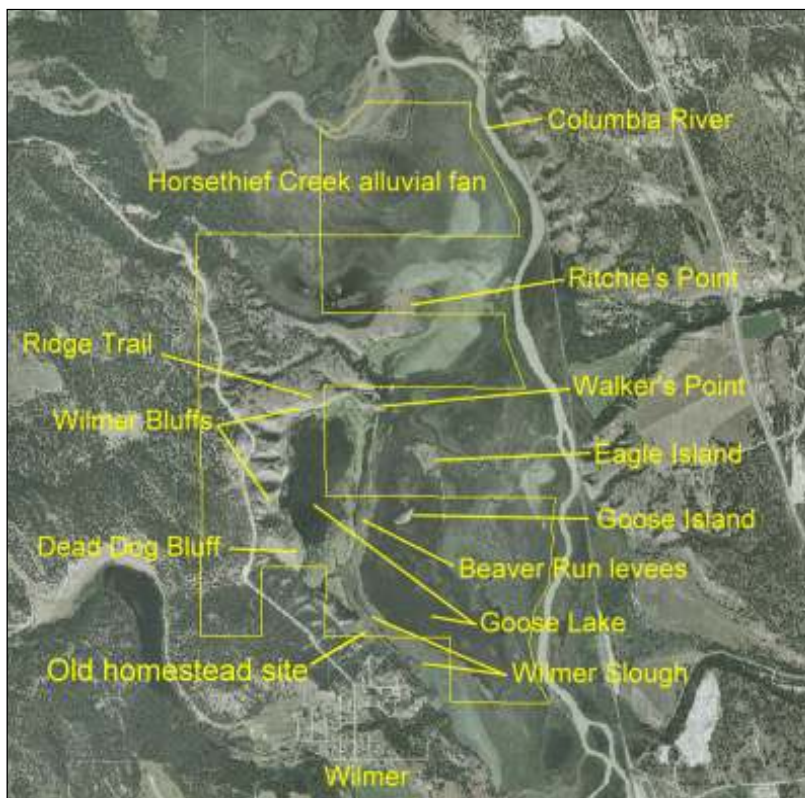 Columbia River
Horsethief Creek alluvial fan
Ritchie's Point
Ridge Trail
Walker's Point
Wilmer Bluffs
Eagle Island
Goose Island
Dead Dog Bluff
Beaver Run levees
Goose Lake
Old homestead site
Wilmer Slough
Wilmer